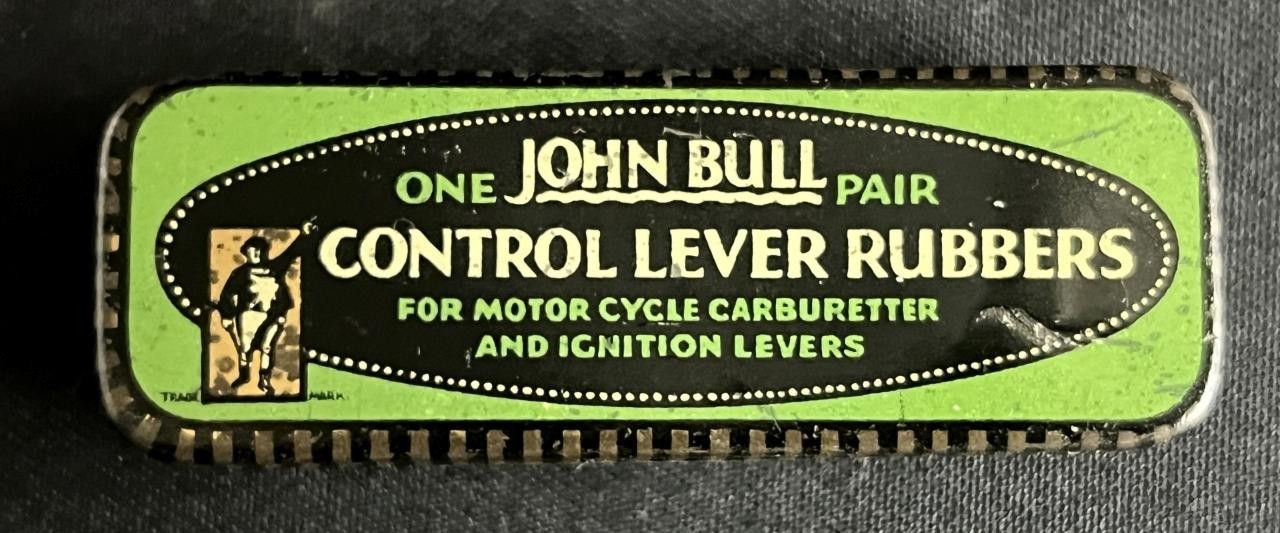 ONE JOHN BULL PAIR
CONTROL LEVER RUBBERS
FOR MOTOR CYCLE CARBURETTER
AND IGNITION LEVERS
TRADE MARK.